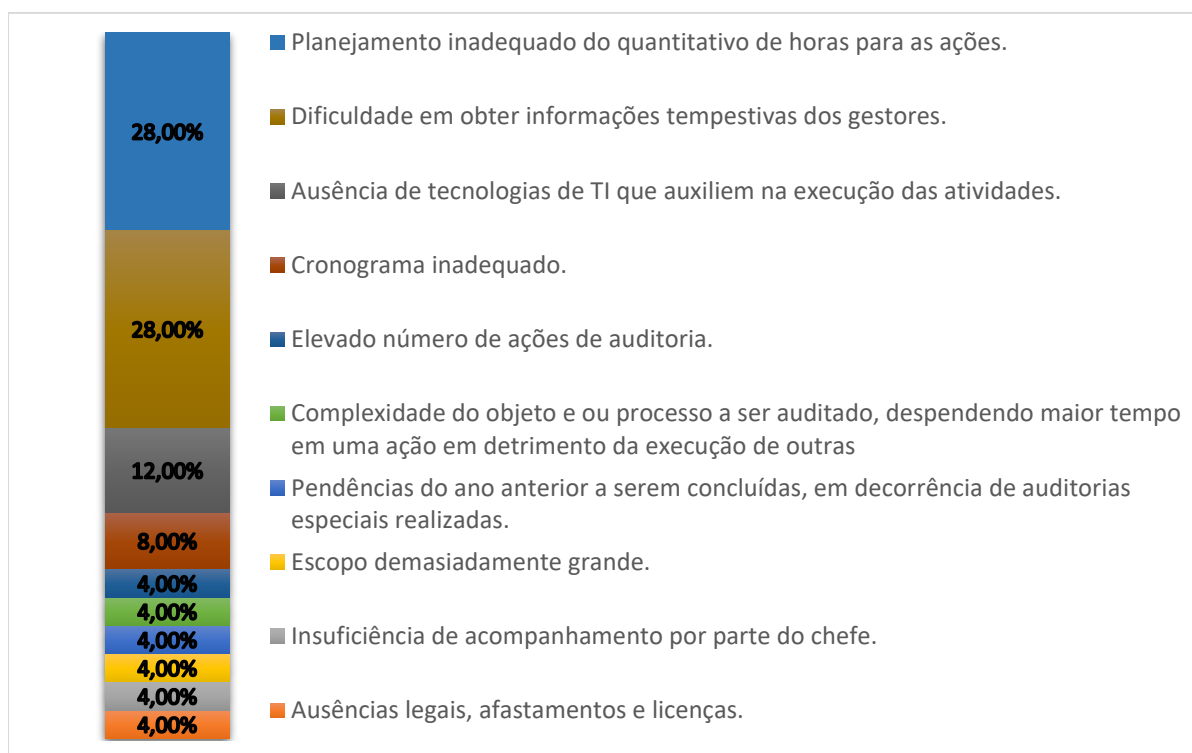 28,00%
28,00%
12,00%
8,00%
4,00%
4,00%
4,00%
4,00%
4,00%
4,00%
Planejamento inadequado do quantitativo de horas para as ações.
Dificuldade em obter informações tempestivas dos gestores.
Ausência de tecnologias de TI que auxiliem na execução das atividades.
Cronograma inadequado.
Elevado número de ações de auditoria.
Complexidade do objeto e ou processo a ser auditado, despendendo maior tempo
em uma ação em detrimento da execução de outras
Pendências do ano anterior a serem concluídas, em decorrência de auditorias
especiais realizadas.
Escopo demasiadamente grande.
Insuficiência de acompanhamento por parte do chefe.
Ausências legais, afastamentos e licenças.